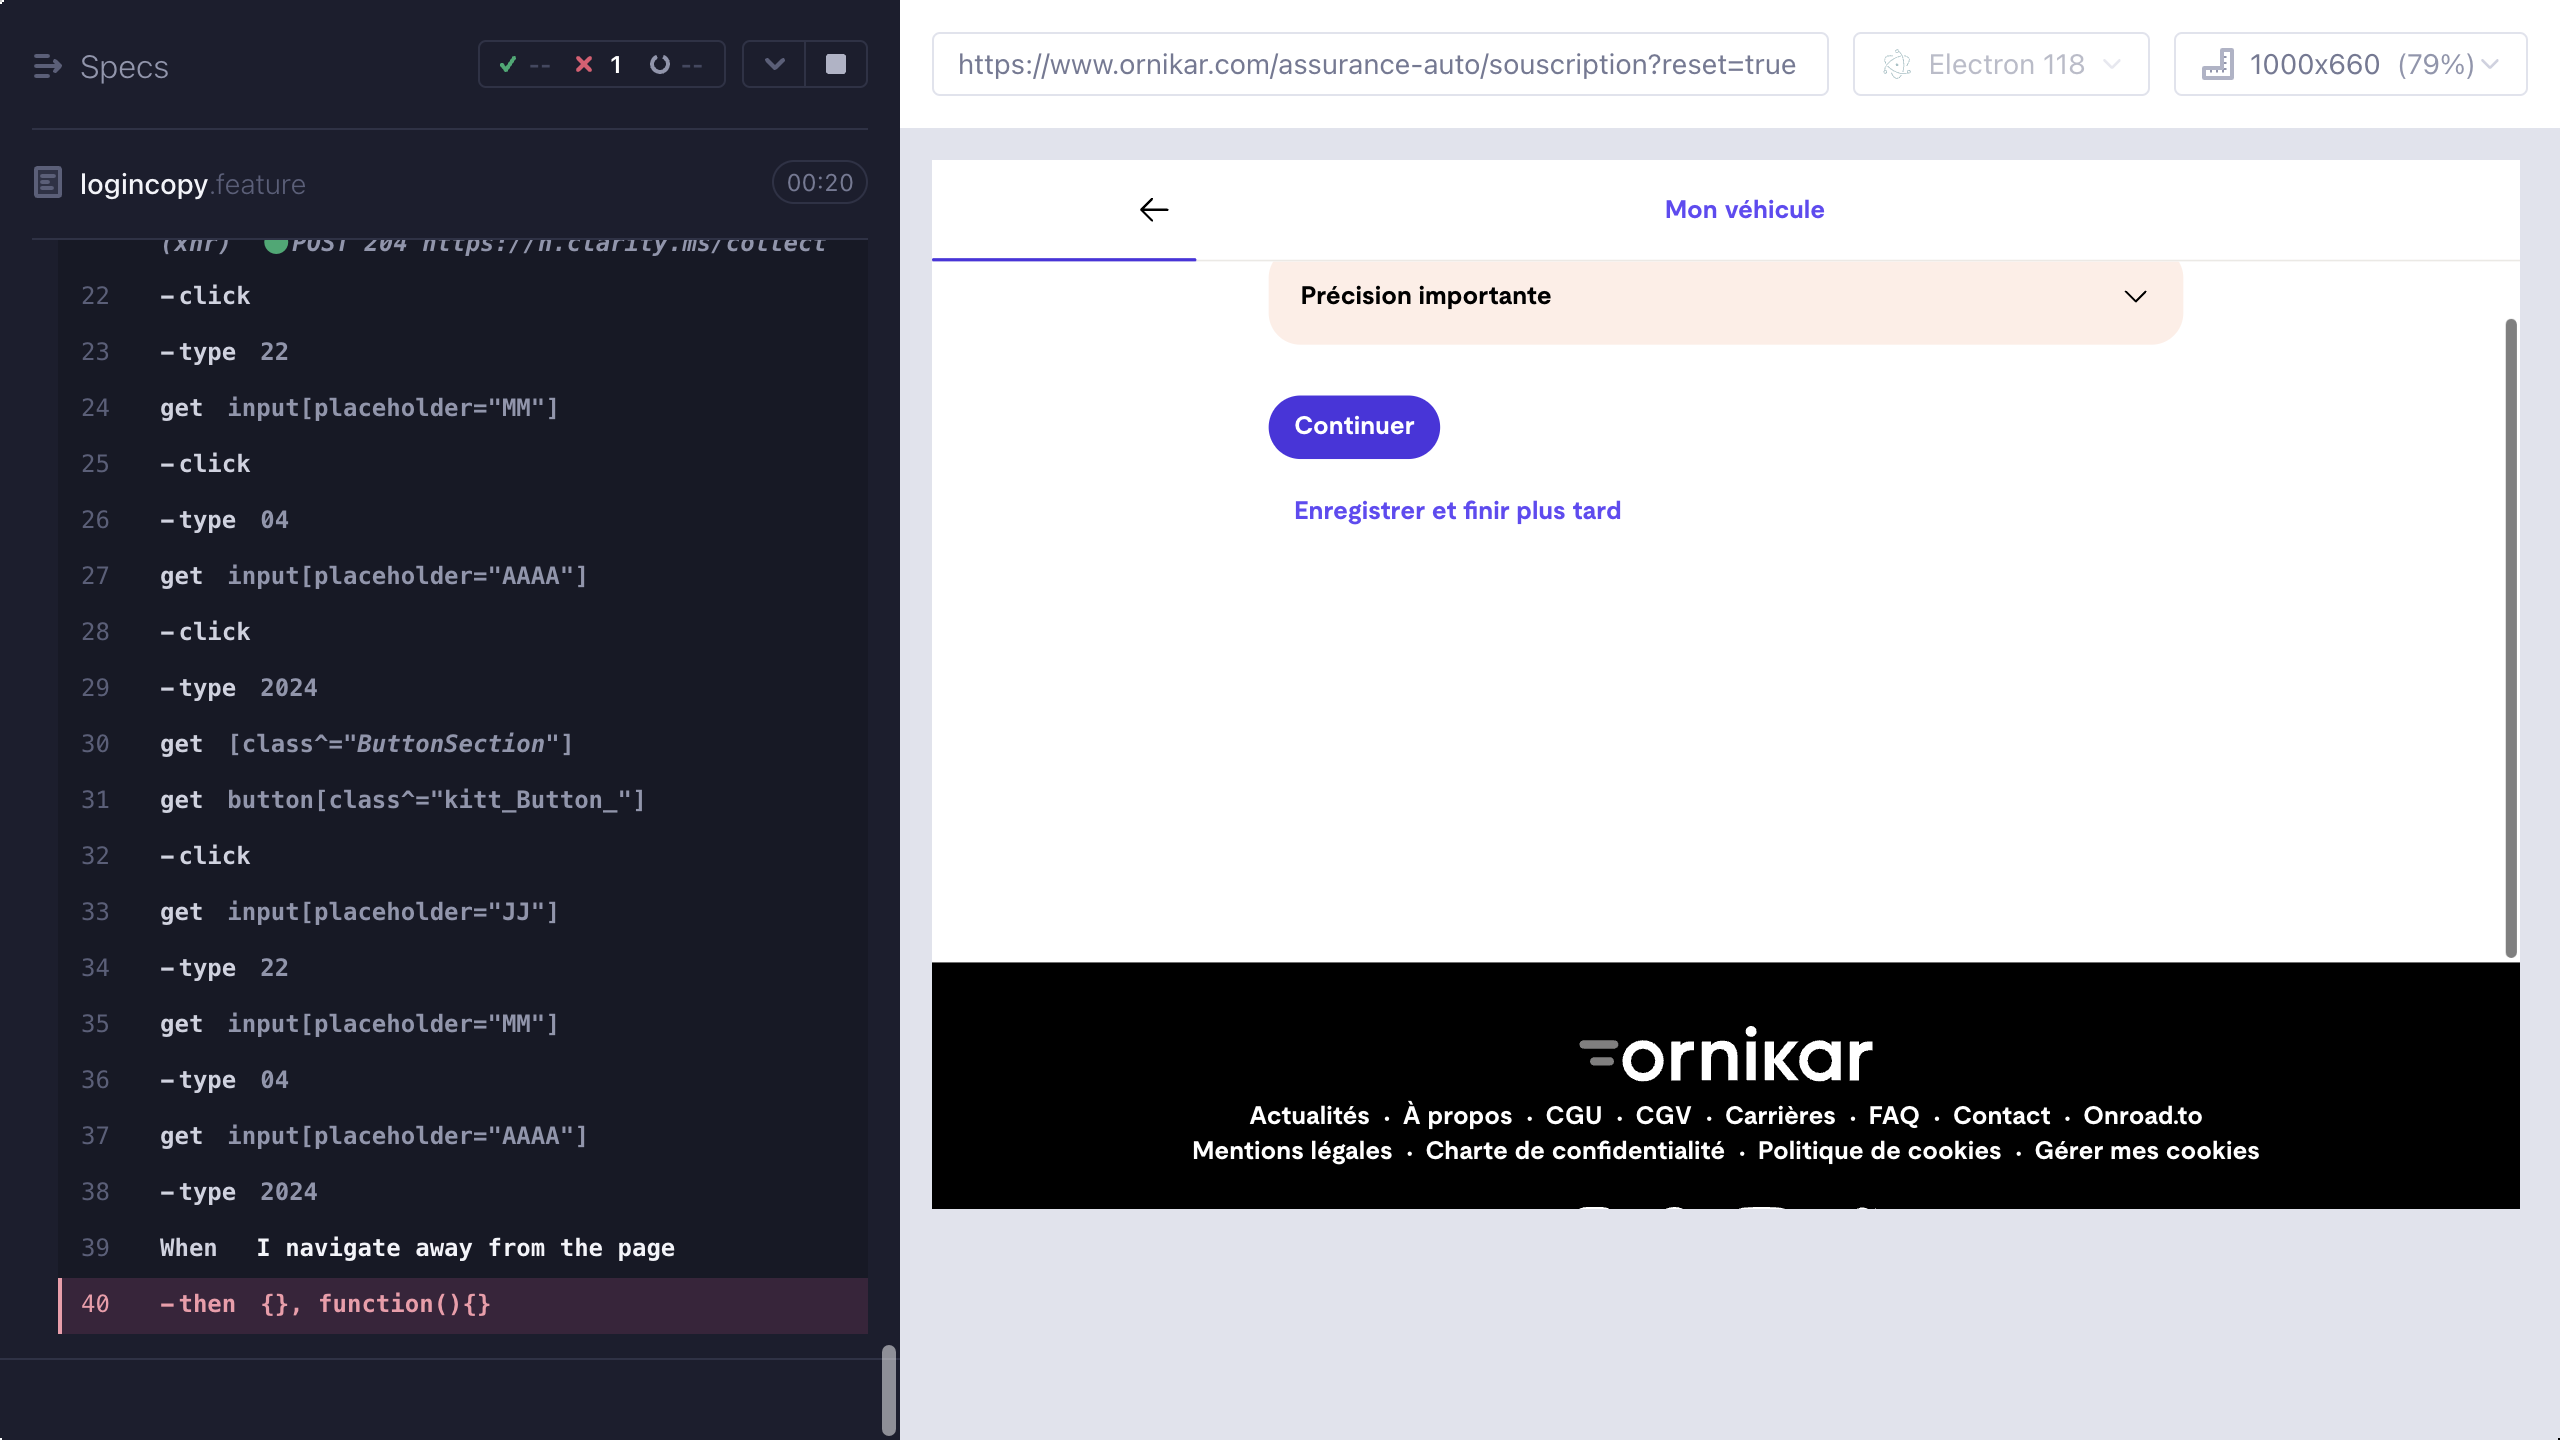 Specs
-- 1 --
logincopy.feature
00:20
(xhr) POST 204 https://n.clarity.ms/collect
22 -click
23 -type 22
24 get input[placeholder="MM"]
25 -click
26 -type 04
27 get input[placeholder="AAAA"]
28 -click
29 -type 2024
30 get [class^="ButtonSection"]
31 get button[class^="kitt_Button_"]
32 -click
33 get input[placeholder="JJ"]
34 -type 22
35 get input[placeholder="MM"]
36 -type 04
37 get input[placeholder="AAAA"]
38 -type 2024
39 When I navigate away from the page
40 -then {}, function(){}
https://www.ornikar.com/assurance-auto/souscription?reset=true
Electron 118
1000x660 (79%)
Mon véhicule
Précision importante
Continuer
Enregistrer et finir plus tard
ornikar
Actualités · À propos · CGU · CGV · Carrières · FAQ · Contact · Onroad.to
Mentions légales · Charte de confidentialité · Politique de cookies · Gérer mes cookies